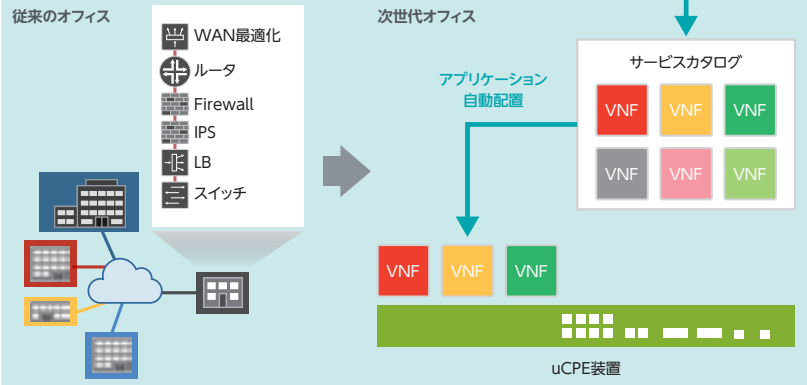 従来のオフィス
WAN最適化
ルータ
Firewall
IPS
LB
スイッチ
次世代オフィス
サービスカタログ
VNF VNF VNF
VNF VNF VNF
アプリケーション
自動配置
VNF VNF VNF
uCPE装置